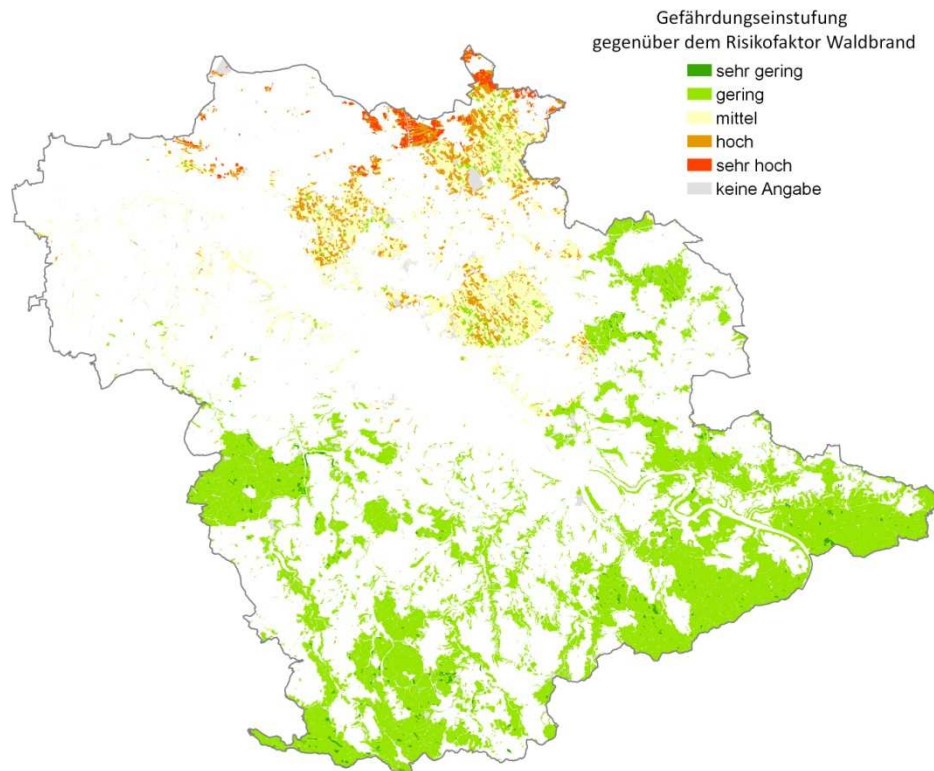 Gefährdungseinstufung
gegenüber dem Risikofaktor Waldbrand
sehr gering
gering
mittel
hoch
sehr hoch
keine Angabe